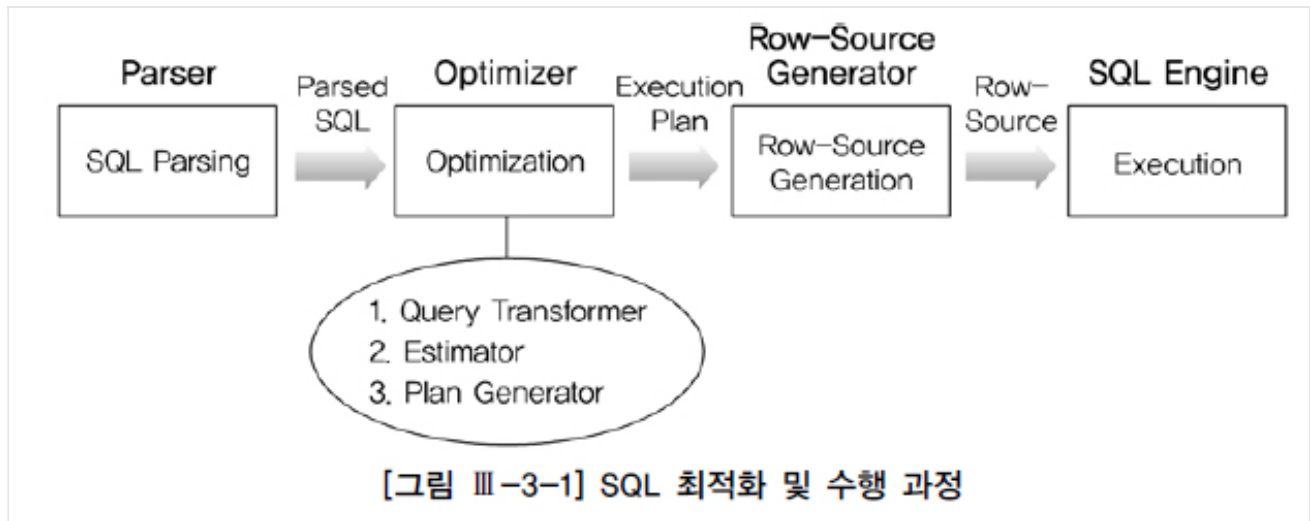 Parser
SQL Parsing
Parsed
SQL
Optimizer
Optimization
Execution
Plan
Row-Source
Generator
Row-Source
Generation
Row-
Source
SQL Engine
Execution
1. Query Transformer
2. Estimator
3. Plan Generator
[그림 Ⅲ-3-1] SQL 최적화 및 수행 과정